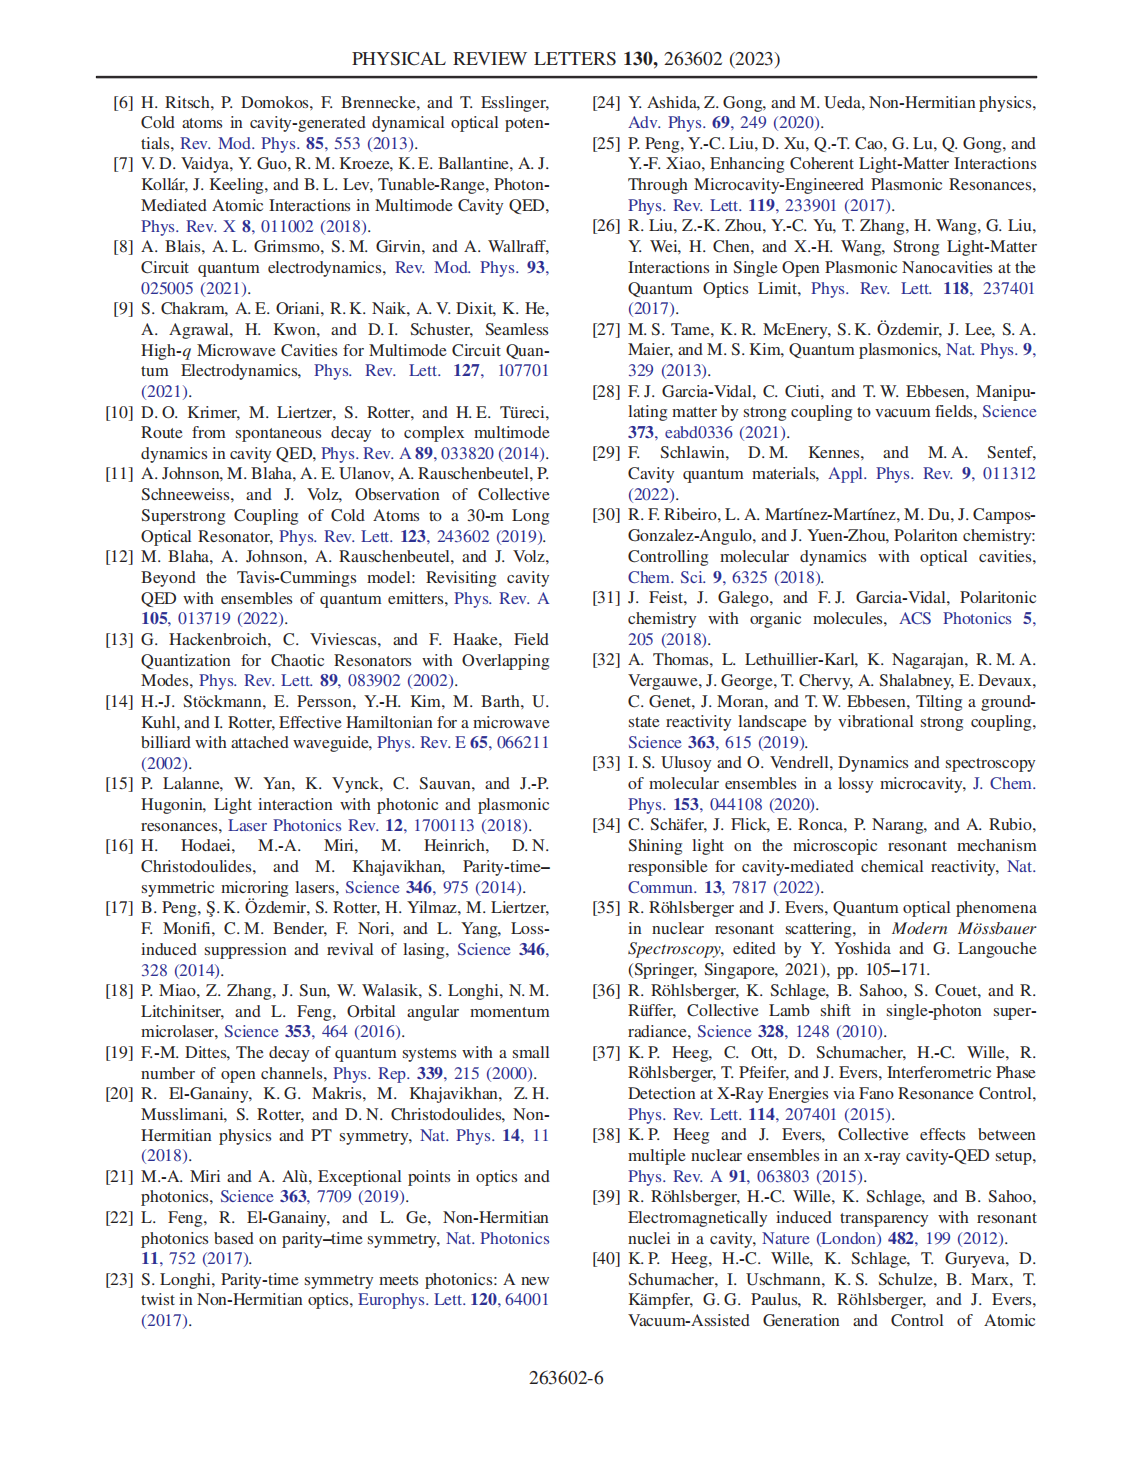 PHYSICAL REVIEW LETTERS 130, 263602 (2023)
[6] H. Ritsch, P. Domokos, F. Brennecke, and T. Esslinger,
Cold atoms in cavity-generated dynamical optical poten-
tials, Rev. Mod. Phys. 85, 553 (2013).
[7] V. D. Vaidya, Y. Guo, R. M. Kroeze, K. E. Ballantine, A. J.
Kollár, J. Keeling, and B. L. Lev, Tunable-Range, Photon-
Mediated Atomic Interactions in Multimode Cavity QED,
Phys. Rev. X 8, 011002 (2018).
[8] A. Blais, A. L. Grimsmo, S. M. Girvin, and A. Wallraff,
Circuit quantum electrodynamics, Rev. Mod. Phys. 93,
025005 (2021).
[9] S. Chakram, A. E. Oriani, R. K. Naik, A. V. Dixit, K. He,
A. Agrawal, H. Kwon, and D. I. Schuster, Seamless
High-q Microwave Cavities for Multimode Circuit Quan-
tum Electrodynamics, Phys. Rev. Lett. 127, 107701
(2021).
[10] D. O. Krimer, M. Liertzer, S. Rotter, and H. E. Türeci,
Route from spontaneous decay to complex multimode
dynamics in cavity QED, Phys. Rev. A 89, 033820 (2014).
[11] A. Johnson, M. Blaha, A. E. Ulanov, A. Rauschenbeutel, P.
Schneeweiss, and J. Volz, Observation of Collective
Superstrong Coupling of Cold Atoms to a 30-m Long
Optical Resonator, Phys. Rev. Lett. 123, 243602 (2019).
[12] M. Blaha, A. Johnson, A. Rauschenbeutel, and J. Volz,
Beyond the Tavis-Cummings model: Revisiting cavity
QED with ensembles of quantum emitters, Phys. Rev. A
105, 013719 (2022).
[13] G. Hackenbroich, C. Viviescas, and F. Haake, Field
Quantization for Chaotic Resonators with Overlapping
Modes, Phys. Rev. Lett. 89, 083902 (2002).
[14] H.-J. Stöckmann, E. Persson, Y.-H. Kim, M. Barth, U.
Kuhl, and I. Rotter, Effective Hamiltonian for a microwave
billiard with attached waveguide, Phys. Rev. E 65, 066211
(2002).
[15] P. Lalanne, W. Yan, K. Vynck, C. Sauvan, and J.-P.
Hugonin, Light interaction with photonic and plasmonic
resonances, Laser Photonics Rev. 12, 1700113 (2018).
[16] H. Hodaei, M.-A. Miri, M. Heinrich, D. N.
Christodoulides, and M. Khajavikhan, Parity-time–
symmetric microring lasers, Science 346, 975 (2014).
[17] B. Peng, Ş. K. Özdemir, S. Rotter, H. Yilmaz, M. Liertzer,
F. Monifi, C. M. Bender, F. Nori, and L. Yang, Loss-
induced suppression and revival of lasing, Science 346,
328 (2014).
[18] P. Miao, Z. Zhang, J. Sun, W. Walasik, S. Longhi, N. M.
Litchinitser, and L. Feng, Orbital angular momentum
microlaser, Science 353, 464 (2016).
[19] F.-M. Dittes, The decay of quantum systems with a small
number of open channels, Phys. Rep. 339, 215 (2000).
[20] R. El-Ganainy, K. G. Makris, M. Khajavikhan, Z. H.
Musslimani, S. Rotter, and D. N. Christodoulides, Non-
Hermitian physics and PT symmetry, Nat. Phys. 14, 11
(2018).
[21] M.-A. Miri and A. Alù, Exceptional points in optics and
photonics, Science 363, 7709 (2019).
[22] L. Feng, R. El-Ganainy, and L. Ge, Non-Hermitian
photonics based on parity–time symmetry, Nat. Photonics
11, 752 (2017).
[23] S. Longhi, Parity-time symmetry meets photonics: A new
twist in Non-Hermitian optics, Europhys. Lett. 120, 64001
(2017).
[24] Y. Ashida, Z. Gong, and M. Ueda, Non-Hermitian physics,
Adv. Phys. 69, 249 (2020).
[25] P. Peng, Y.-C. Liu, D. Xu, Q.-T. Cao, G. Lu, Q. Gong, and
Y.-F. Xiao, Enhancing Coherent Light-Matter Interactions
Through Microcavity-Engineered Plasmonic Resonances,
Phys. Rev. Lett. 119, 233901 (2017).
[26] R. Liu, Z.-K. Zhou, Y.-C. Yu, T. Zhang, H. Wang, G. Liu,
Y. Wei, H. Chen, and X.-H. Wang, Strong Light-Matter
Interactions in Single Open Plasmonic Nanocavities at the
Quantum Optics Limit, Phys. Rev. Lett. 118, 237401
(2017).
[27] M. S. Tame, K. R. McEnery, S. K. Özdemir, J. Lee, S. A.
Maier, and M. S. Kim, Quantum plasmonics, Nat. Phys. 9,
329 (2013).
[28] F. J. Garcia-Vidal, C. Ciuti, and T. W. Ebbesen, Manipu-
lating matter by strong coupling to vacuum fields, Science
373, eabd0336 (2021).
[29] F. Schlawin, D. M. Kennes, and M. A. Sentef,
Cavity quantum materials, Appl. Phys. Rev. 9, 011312
(2022).
[30] R. F. Ribeiro, L. A. Martínez-Martínez, M. Du, J. Campos-
Gonzalez-Angulo, and J. Yuen-Zhou, Polariton chemistry:
Controlling molecular dynamics with optical cavities,
Chem. Sci. 9, 6325 (2018).
[31] J. Feist, J. Galego, and F. J. Garcia-Vidal, Polaritonic
chemistry with organic molecules, ACS Photonics 5,
205 (2018).
[32] A. Thomas, L. Lethuillier-Karl, K. Nagarajan, R. M. A.
Vergauwe, J. George, T. Chervy, A. Shalabney, E. Devaux,
C. Genet, J. Moran, and T. W. Ebbesen, Tilting a ground-
state reactivity landscape by vibrational strong coupling,
Science 363, 615 (2019).
[33] I. S. Ulusoy and O. Vendrell, Dynamics and spectroscopy
of molecular ensembles in a lossy microcavity, J. Chem.
Phys. 153, 044108 (2020).
[34] C. Schäfer, J. Flick, E. Ronca, P. Narang, and A. Rubio,
Shining light on the microscopic resonant mechanism
responsible for cavity-mediated chemical reactivity, Nat.
Commun. 13, 7817 (2022).
[35] R. Röhlsberger and J. Evers, Quantum optical phenomena
in nuclear resonant scattering, in Modern Mössbauer
Spectroscopy, edited by Y. Yoshida and G. Langouche
(Springer, Singapore, 2021), pp. 105–171.
[36] R. Röhlsberger, K. Schlage, B. Sahoo, S. Couet, and R.
Rüffer, Collective Lamb shift in single-photon super-
radiance, Science 328, 1248 (2010).
[37] K. P. Heeg, C. Ott, D. Schumacher, H.-C. Wille, R.
Röhlsberger, T. Pfeifer, and J. Evers, Interferometric Phase
Detection at X-Ray Energies via Fano Resonance Control,
Phys. Rev. Lett. 114, 207401 (2015).
[38] K. P. Heeg and J. Evers, Collective effects between
multiple nuclear ensembles in an x-ray cavity-QED setup,
Phys. Rev. A 91, 063803 (2015).
[39] R. Röhlsberger, H.-C. Wille, K. Schlage, and B. Sahoo,
Electromagnetically induced transparency with resonant
nuclei in a cavity, Nature (London) 482, 199 (2012).
[40] K. P. Heeg, H.-C. Wille, K. Schlage, T. Guryeva, D.
Schumacher, I. Uschmann, K. S. Schulze, B. Marx, T.
Kämpfer, G. G. Paulus, R. Röhlsberger, and J. Evers,
Vacuum-Assisted Generation and Control of Atomic
263602-6